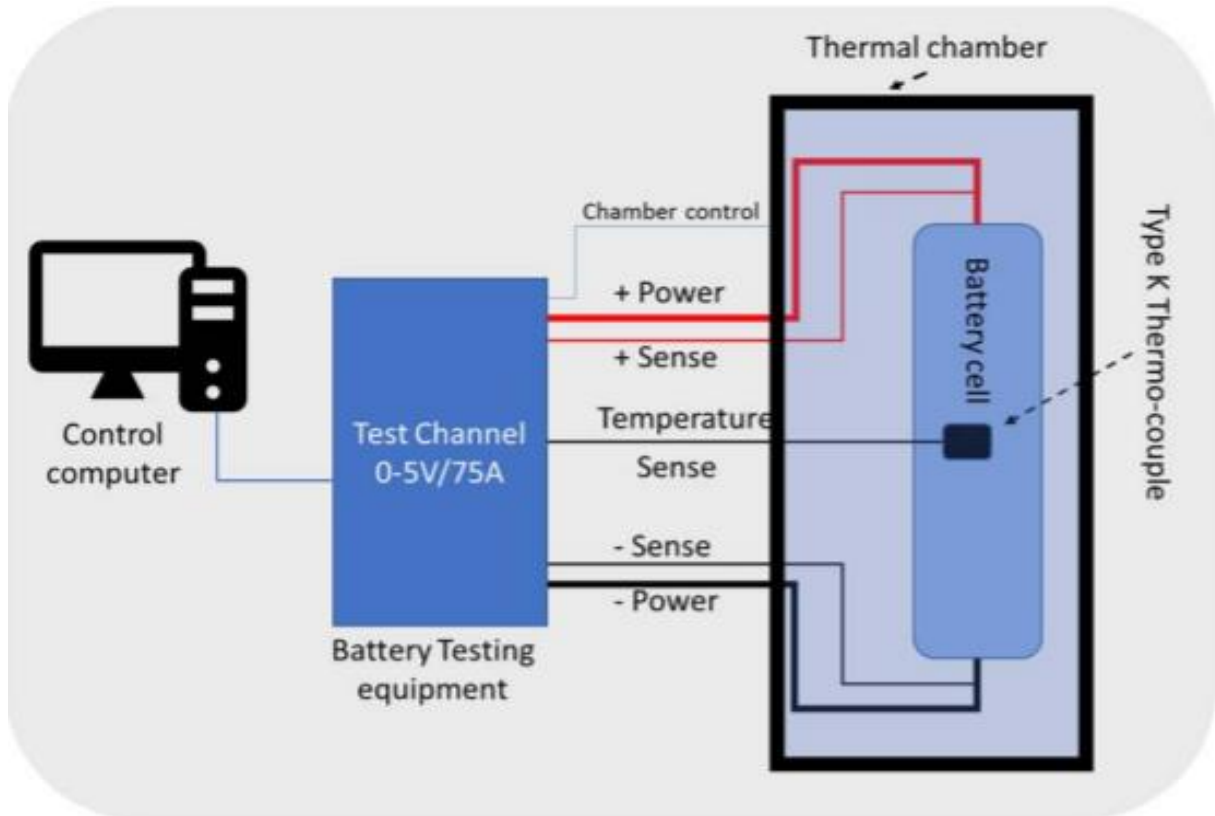 Thermal chamber
Chamber control
+ Power
+ Sense
Temperature
Sense
- Sense
- Power
Control
computer
Test Channel
0-5V/75A
Battery Testing
equipment
Battery cell
Type K Thermo-couple